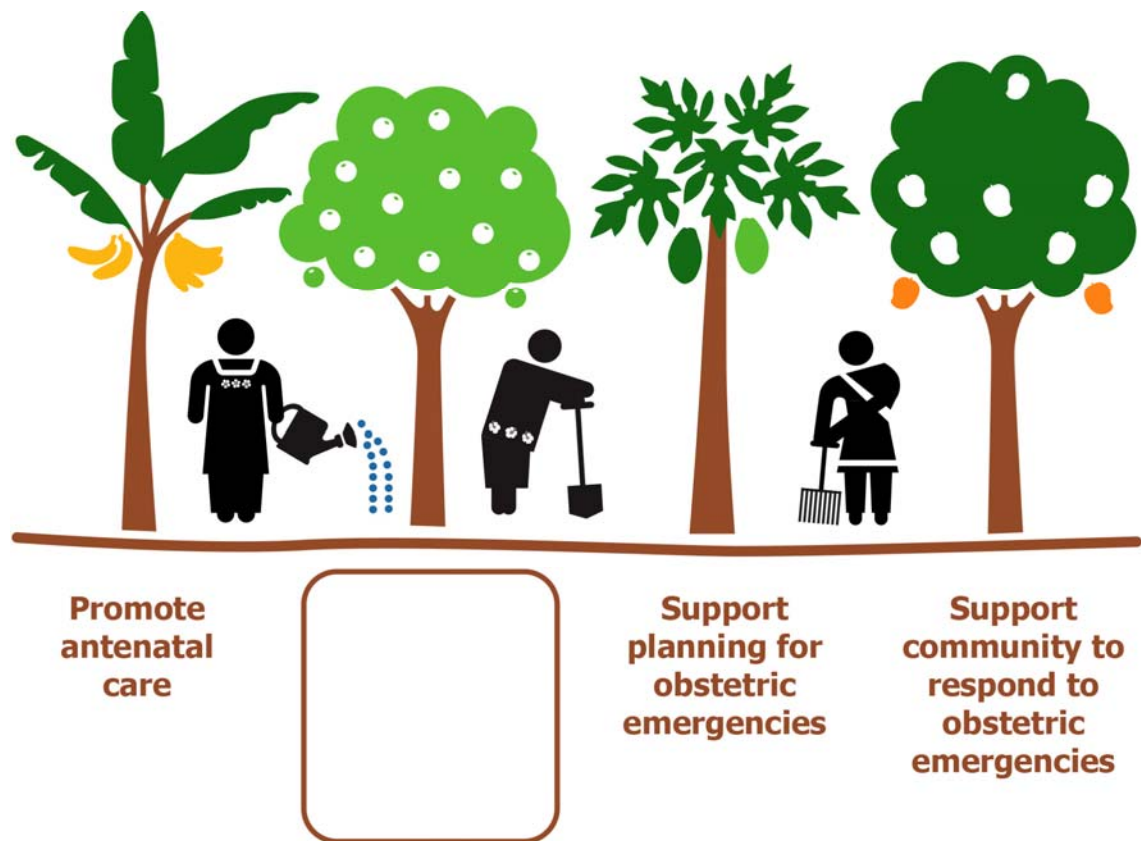 Promote
antenatal
care
Support
planning for
obstetric
emergencies
Support
community to
respond to
obstetric
emergencies